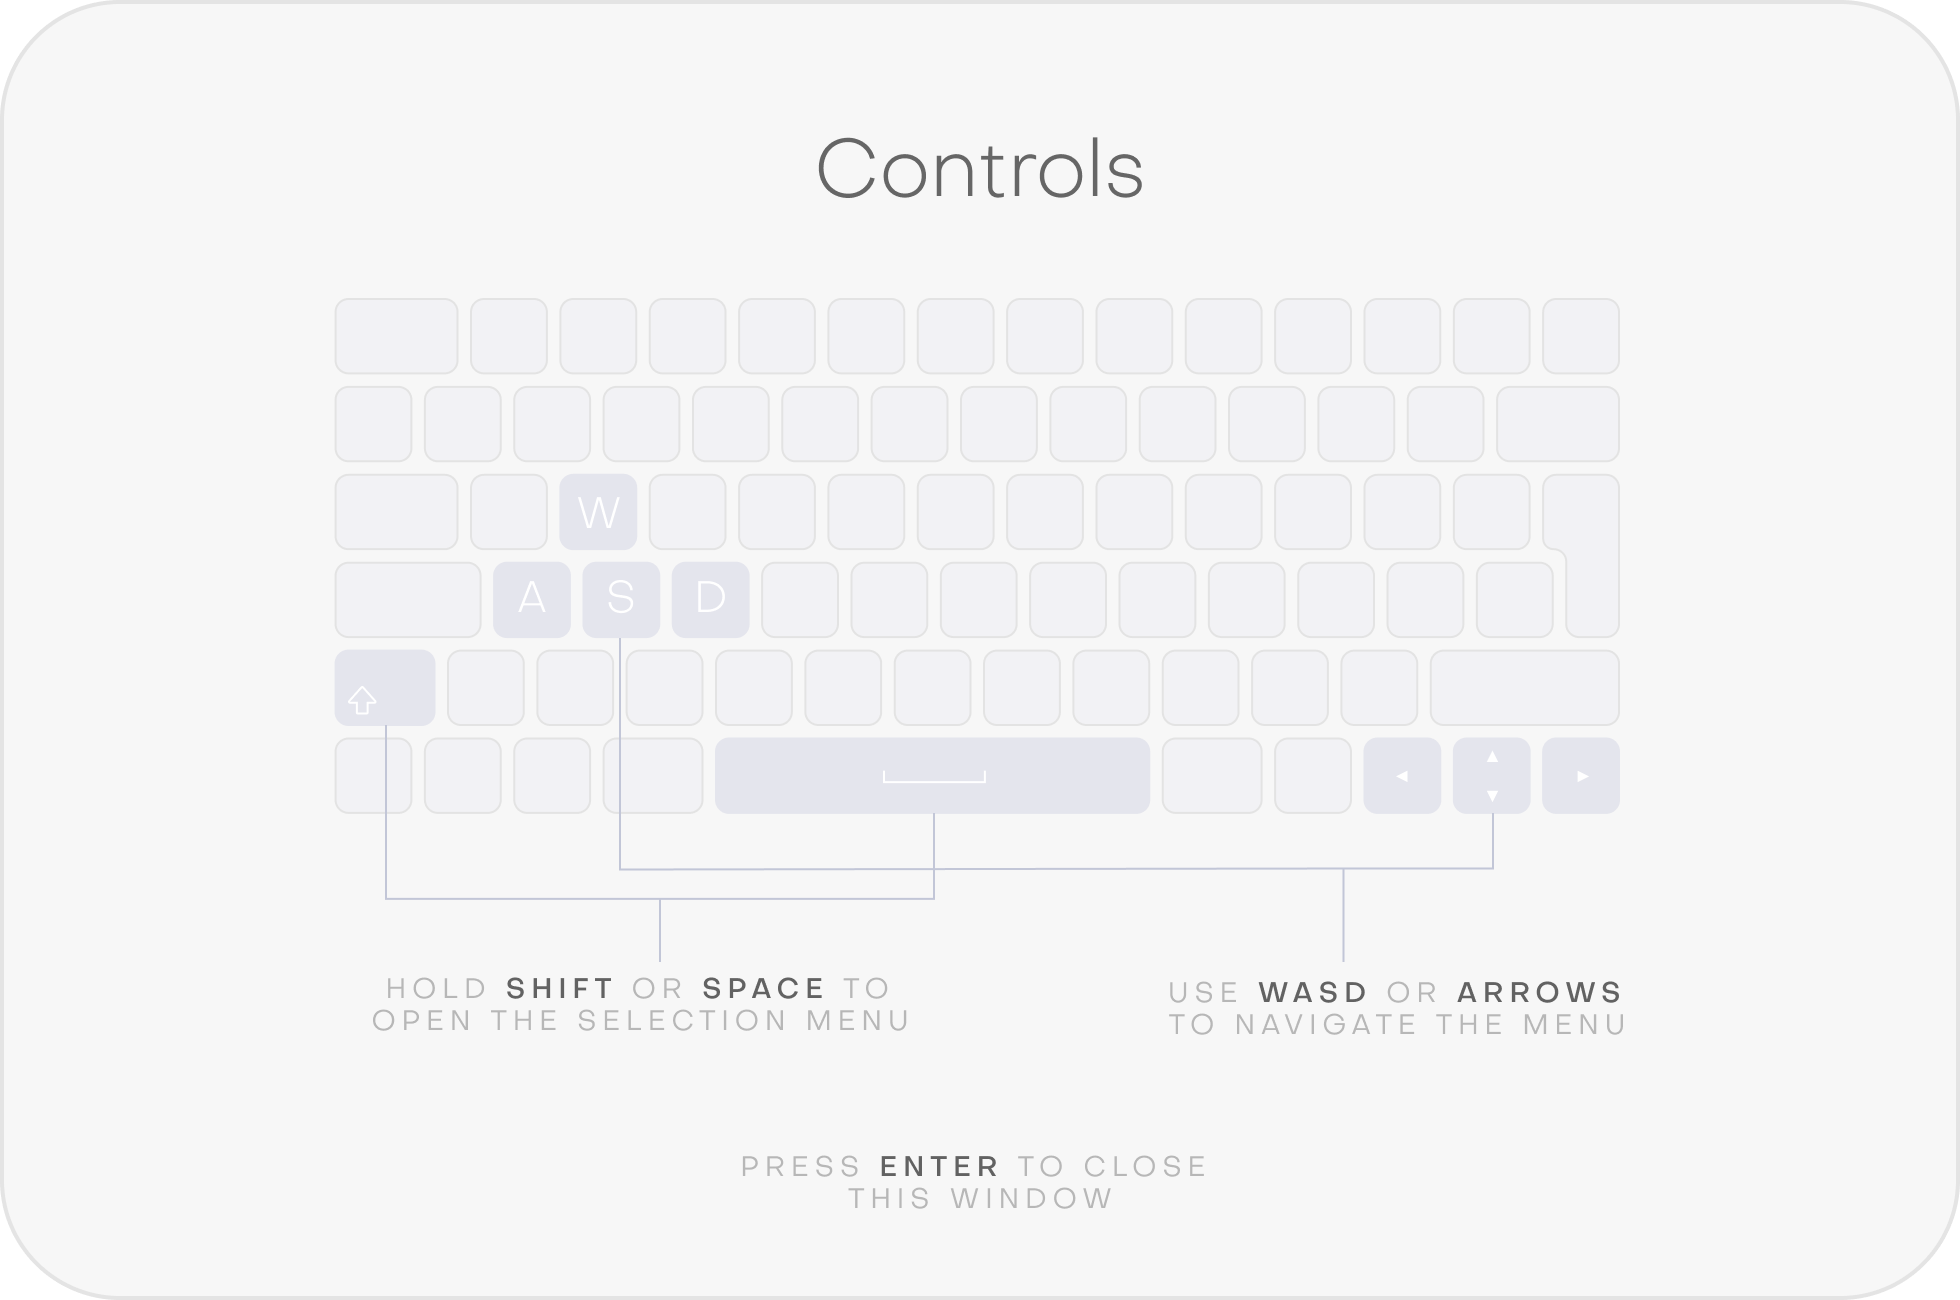 Controls
W
A S D
HOLD SHIFT OR SPACE TO
OPEN THE SELECTION MENU
USE WASD OR ARROWS
TO NAVIGATE THE MENU
PRESS ENTER TO CLOSE
THIS WINDOW